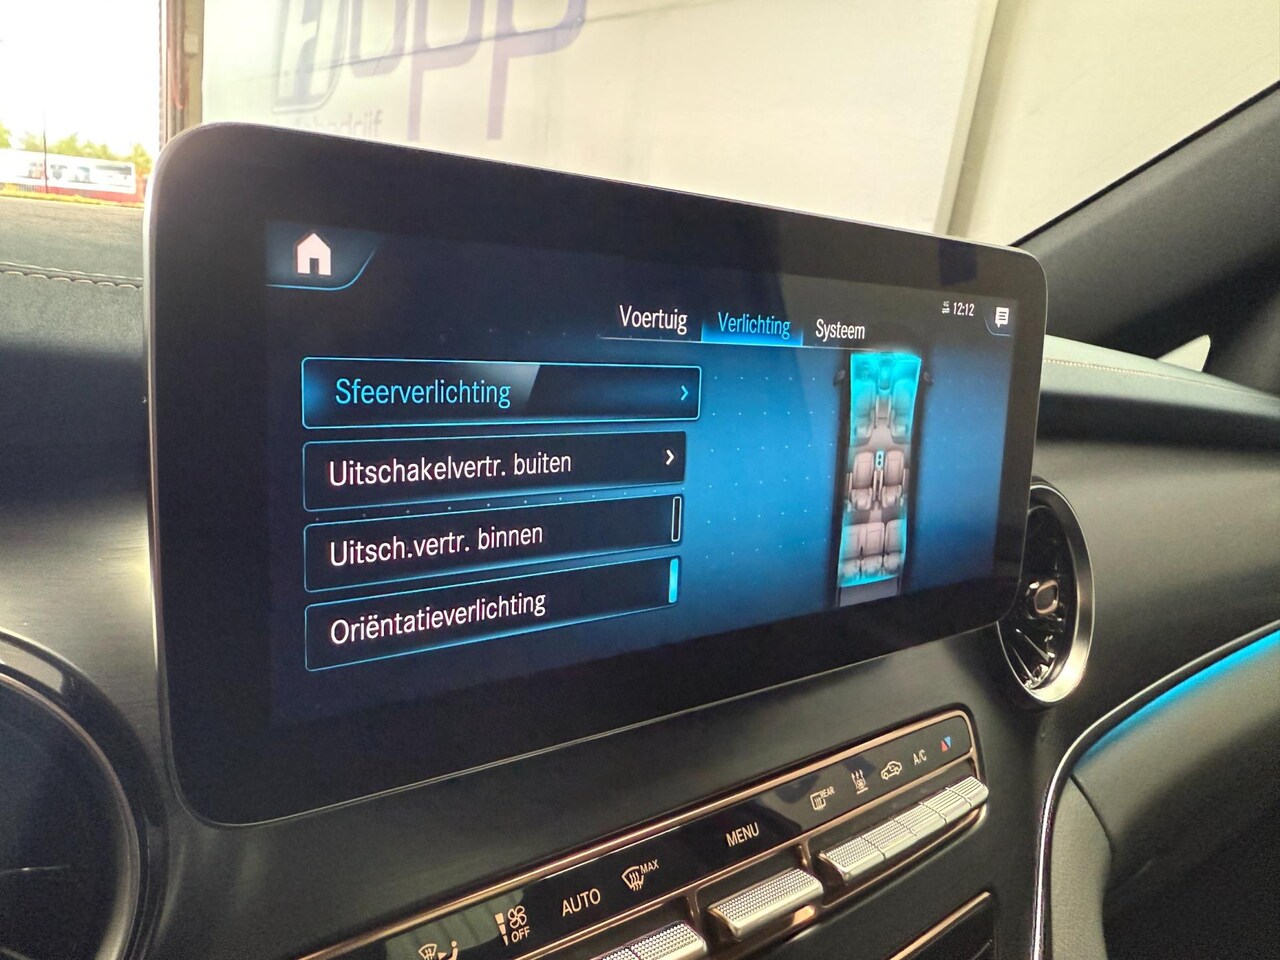 12:12
Voertuig
Verlichting
Systeem
Sfeerverlichting
Uitschakelvertr. buiten
Uitsch.vertr. binnen
Oriëntatieverlichting
REAR
A/C
MENU
MAX
AUTO
OFF